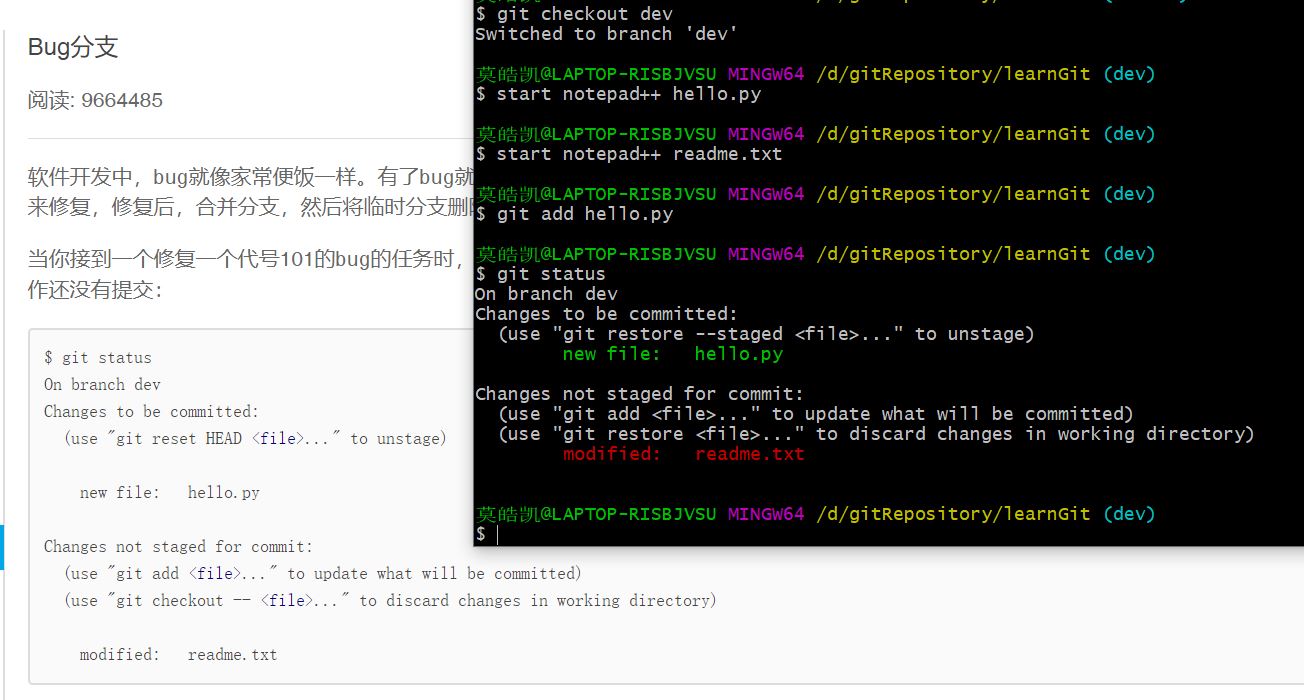 Bug分支
阅读: 9664485
软件开发中，bug就像家常便饭一样。有了bug就
来修复，修复后，合并分支，然后将临时分支删
当你接到一个修复一个代号101的bug的任务时，
作还没有提交：
$ git status
On branch dev
Changes to be committed:
(use "git reset HEAD <file>..." to unstage)
new file: hello.py
Changes not staged for commit:
(use "git add <file>..." to update what will be committed)
(use "git checkout -- <file>..." to discard changes in working directory)
modified: readme.txt
$ git checkout dev
Switched to branch 'dev'
莫皓凯@LAPTOP-RISBJVSU MINGW64 /d/gitRepository/learnGit (dev)
$ start notepad++ hello.py
莫皓凯@LAPTOP-RISBJVSU MINGW64 /d/gitRepository/learnGit (dev)
$ start notepad++ readme.txt
莫皓凯@LAPTOP-RISBJVSU MINGW64 /d/gitRepository/learnGit (dev)
$ git add hello.py
莫皓凯@LAPTOP-RISBJVSU MINGW64 /d/gitRepository/learnGit (dev)
$ git status
On branch dev
Changes to be committed:
(use "git restore --staged <file>..." to unstage)
new file: hello.py
Changes not staged for commit:
(use "git add <file>..." to update what will be committed)
(use "git restore <file>..." to discard changes in working directory)
modified: readme.txt
莫皓凯@LAPTOP-RISBJVSU MINGW64 /d/gitRepository/learnGit (dev)
$